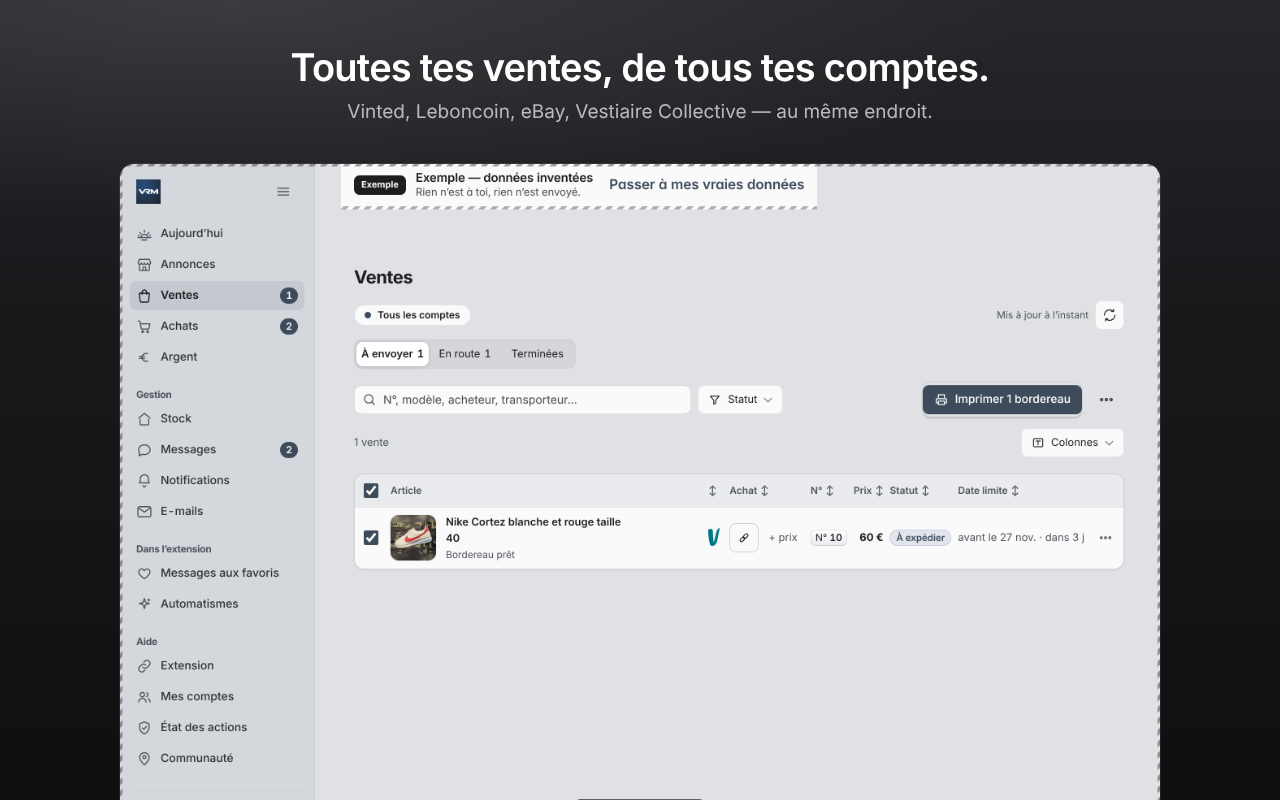 Toutes tes ventes, de tous tes comptes.
Vinted, Leboncoin, eBay, Vestiaire Collective — au même endroit.
VRM
Exemple
Exemple — données inventées
Rien n'est à toi, rien n'est envoyé.
Passer à mes vraies données
Aujourd'hui
Annonces
Ventes 1
Achats 2
Argent
Gestion
Stock
Messages 2
Notifications
E-mails
Dans l'extension
Messages aux favoris
Automatismes
Aide
Extension
Mes comptes
État des actions
Communauté
Ventes
Tous les comptes
Mis à jour à l'instant
À envoyer 1 En route 1 Terminées
N°, modèle, acheteur, transporteur...
Statut
Imprimer 1 bordereau
1 vente
Colonnes
Article Achat N° Prix Statut Date limite
Nike Cortez blanche et rouge taille
40
Bordereau prêt
+ prix N° 10 60 € À expédier avant le 27 nov. · dans 3 j